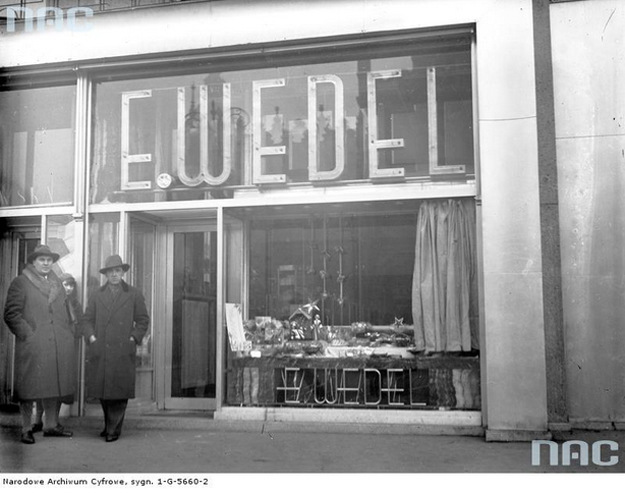 NAC
E. WEDEL
E. WEDEL
NAC
Narodowe Archiwum Cyfrowe, sygn. 1-G-5660-2